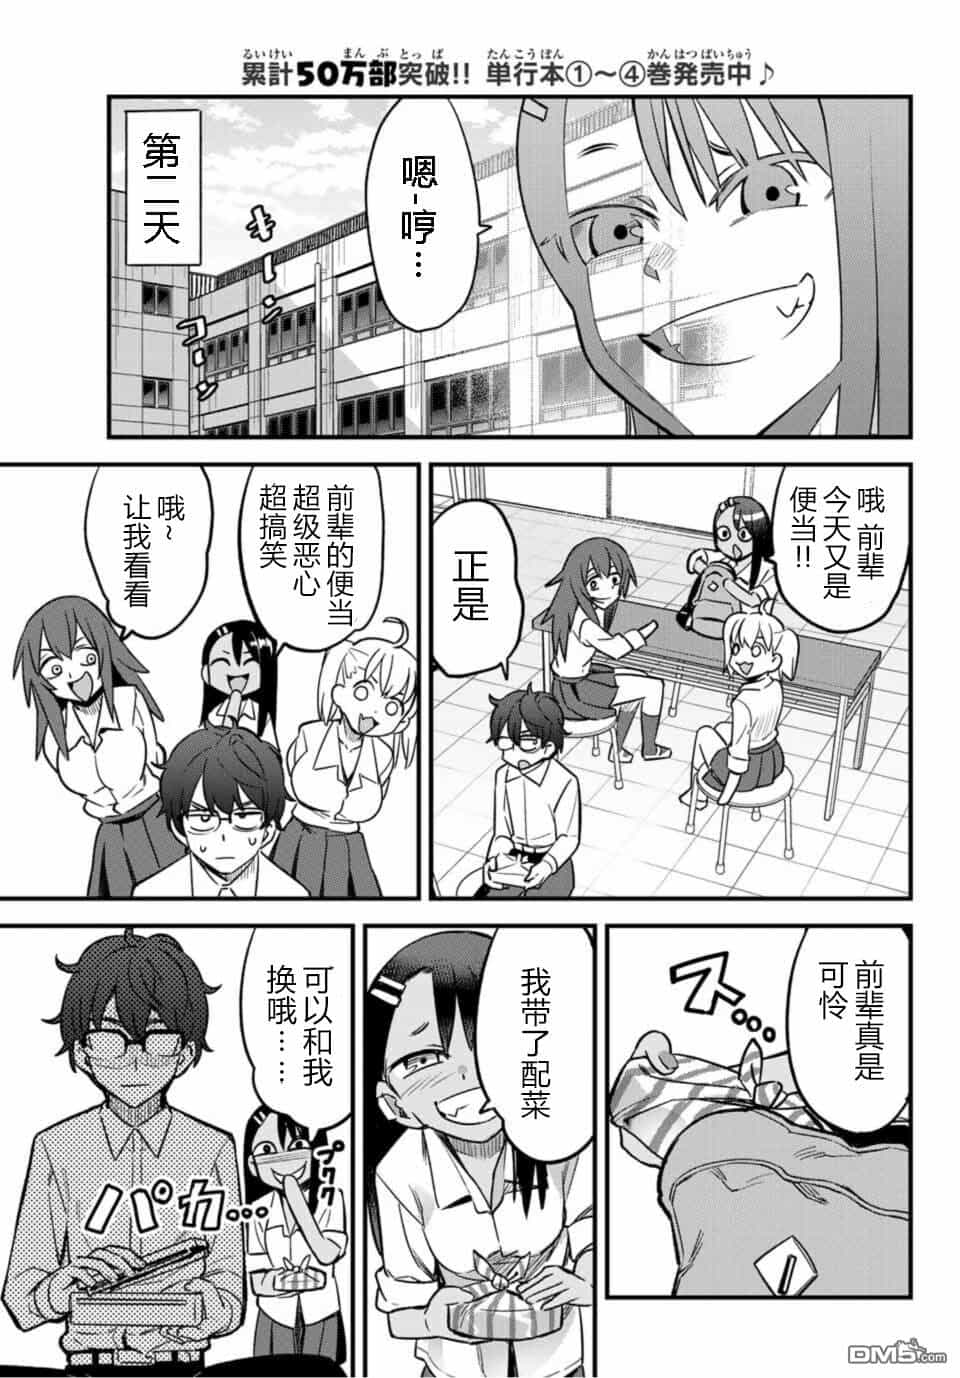 るいけい まんぶとっぱ たんこうぼん かんはつばいちゅう
累計50万部突破!! 単行本①～④巻発売中♪
第二天
嗯-哼…
キーン
コーン
哦 前辈
今天又是
便当!!
正是
前辈的便当
超级恶心
超搞笑
哦~
让我看看
前辈真是
可怜
ス…
我带了配菜
可以和我
换哦……
プククク
パカ…
DM5.com